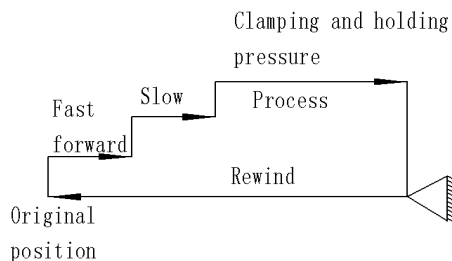 Clamping and holding
pressure
Fast
forward
Slow
Process
Rewind
Original
position